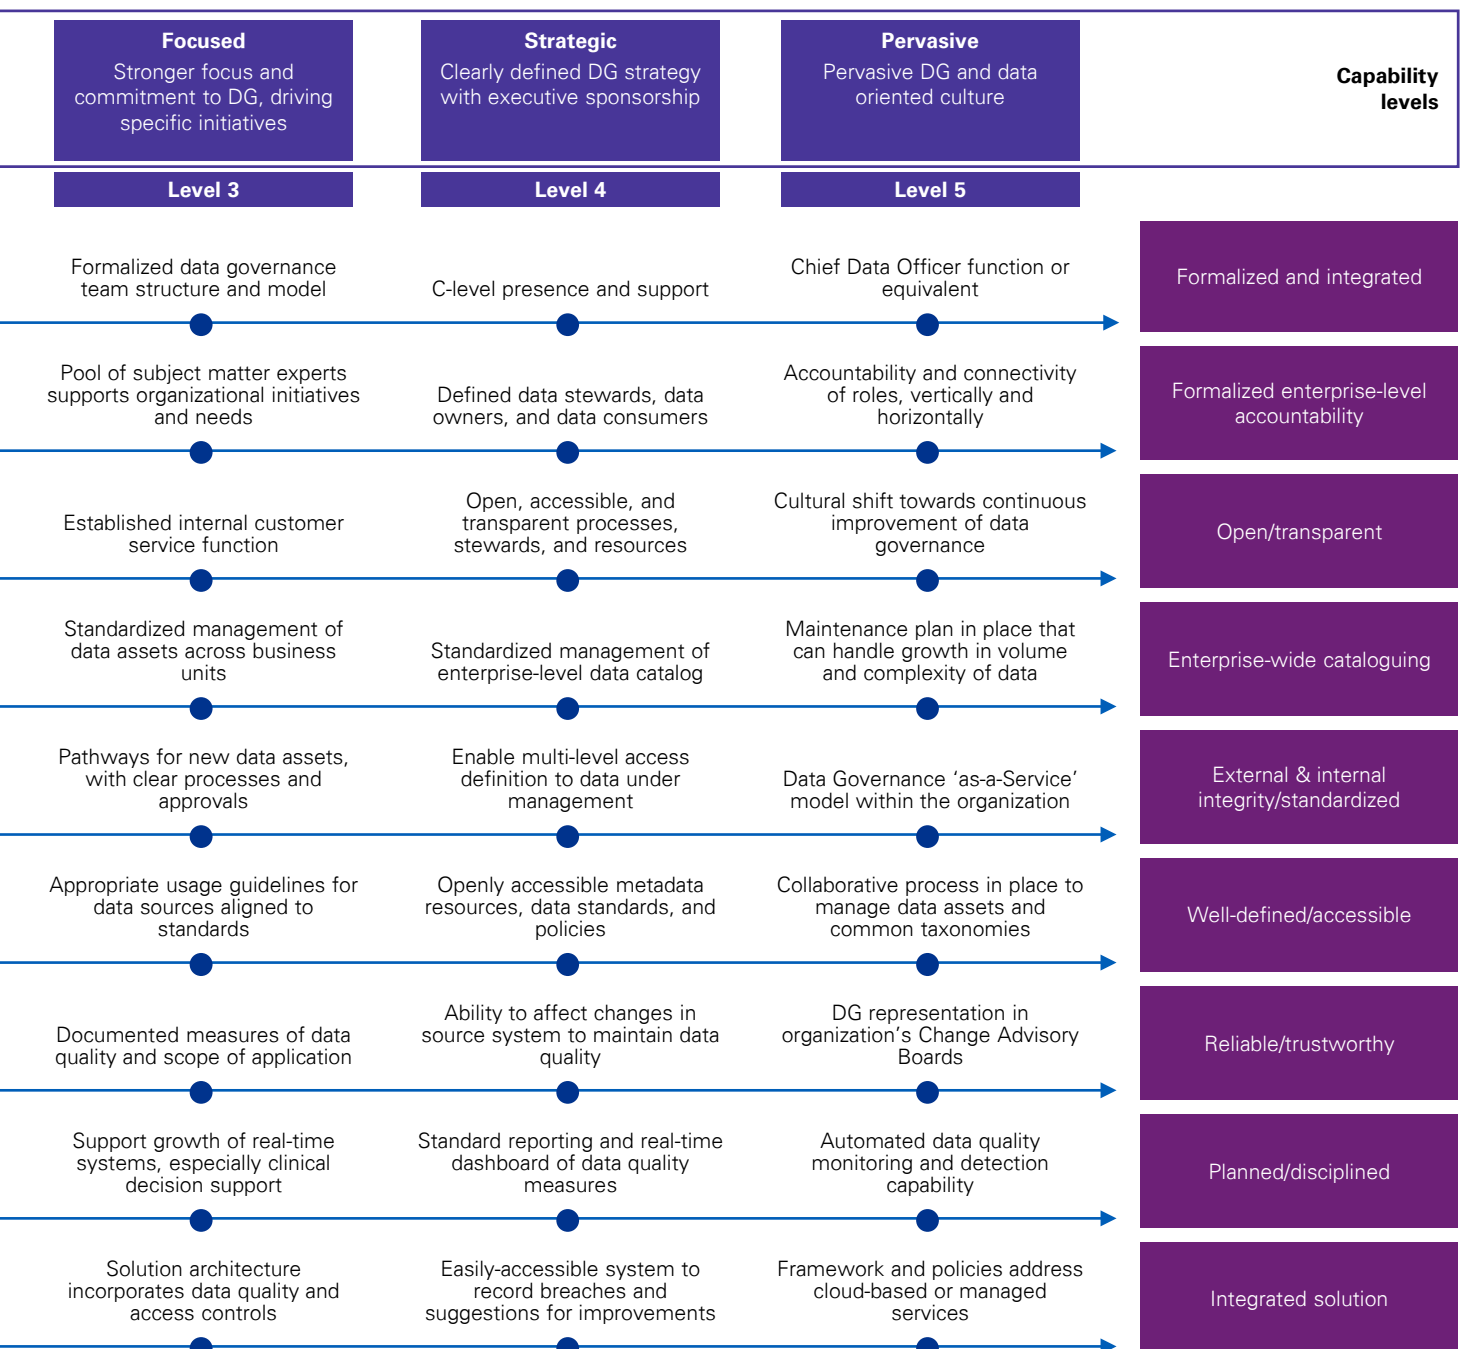 Focused
Stronger focus and
commitment to DG, driving
specific initiatives
Strategic
Clearly defined DG strategy
with executive sponsorship
Pervasive
Pervasive DG and data
oriented culture
Capability
levels
Level 3
Level 4
Level 5
Formalized data governance
team structure and model
C-level presence and support
Chief Data Officer function or
equivalent
Formalized and integrated
Pool of subject matter experts
supports organizational initiatives
and needs
Defined data stewards, data
owners, and data consumers
Accountability and connectivity
of roles, vertically and
horizontally
Formalized enterprise-level
accountability
Established internal customer
service function
Open, accessible, and
transparent processes,
stewards, and resources
Cultural shift towards continuous
improvement of data
governance
Open/transparent
Standardized management of
data assets across business
units
Standardized management of
enterprise-level data catalog
Maintenance plan in place that
can handle growth in volume
and complexity of data
Enterprise-wide cataloguing
Pathways for new data assets,
with clear processes and
approvals
Enable multi-level access
definition to data under
management
Data Governance ‘as-a-Service’
model within the organization
External & internal
integrity/standardized
Appropriate usage guidelines for
data sources aligned to
standards
Openly accessible metadata
resources, data standards, and
policies
Collaborative process in place to
manage data assets and
common taxonomies
Well-defined/accessible
Documented measures of data
quality and scope of application
Ability to affect changes in
source system to maintain data
quality
DG representation in
organization’s Change Advisory
Boards
Reliable/trustworthy
Support growth of real-time
systems, especially clinical
decision support
Standard reporting and real-time
dashboard of data quality
measures
Automated data quality
monitoring and detection
capability
Planned/disciplined
Solution architecture
incorporates data quality and
access controls
Easily-accessible system to
record breaches and
suggestions for improvements
Framework and policies address
cloud-based or managed
services
Integrated solution